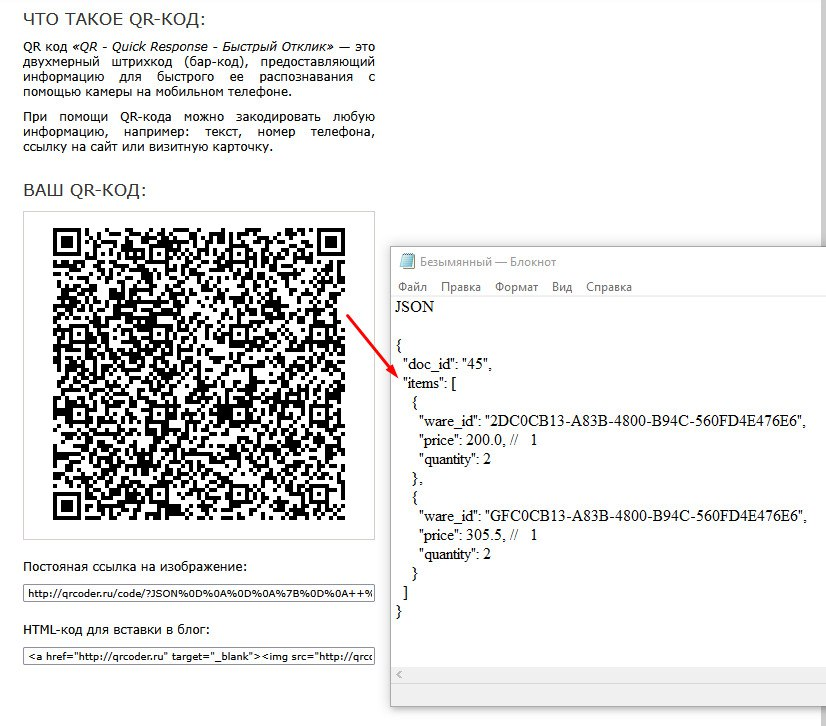 ЧТО ТАКОЕ QR-КОД:
QR код «QR - Quick Response - Быстрый Отклик» — это
двухмерный штрихкод (бар-код), предоставляющий
информацию для быстрого ее распознавания с
помощью камеры на мобильном телефоне.
При помощи QR-кода можно закодировать любую
информацию, например: текст, номер телефона,
ссылку на сайт или визитную карточку.
ВАШ QR-КОД:
Постояная ссылка на изображение:
http://qrcoder.ru/code/?JSON%0D%0A%0D%0A%7B%0D%0A++%
HTML-код для вставки в блог:
<a href="http://qrcoder.ru" target="_blank"><img src="http://qrco
Безымянный — Блокнот
Файл Правка Формат Вид Справка
JSON
{
"doc_id": "45",
"items": [
{
"ware_id": "2DC0CB13-A83B-4800-B94C-560FD4E476E6",
"price": 200.0, // 1
"quantity": 2
},
{
"ware_id": "GFC0CB13-A83B-4800-B94C-560FD4E476E6",
"price": 305.5, // 1
"quantity": 2
}
]
}